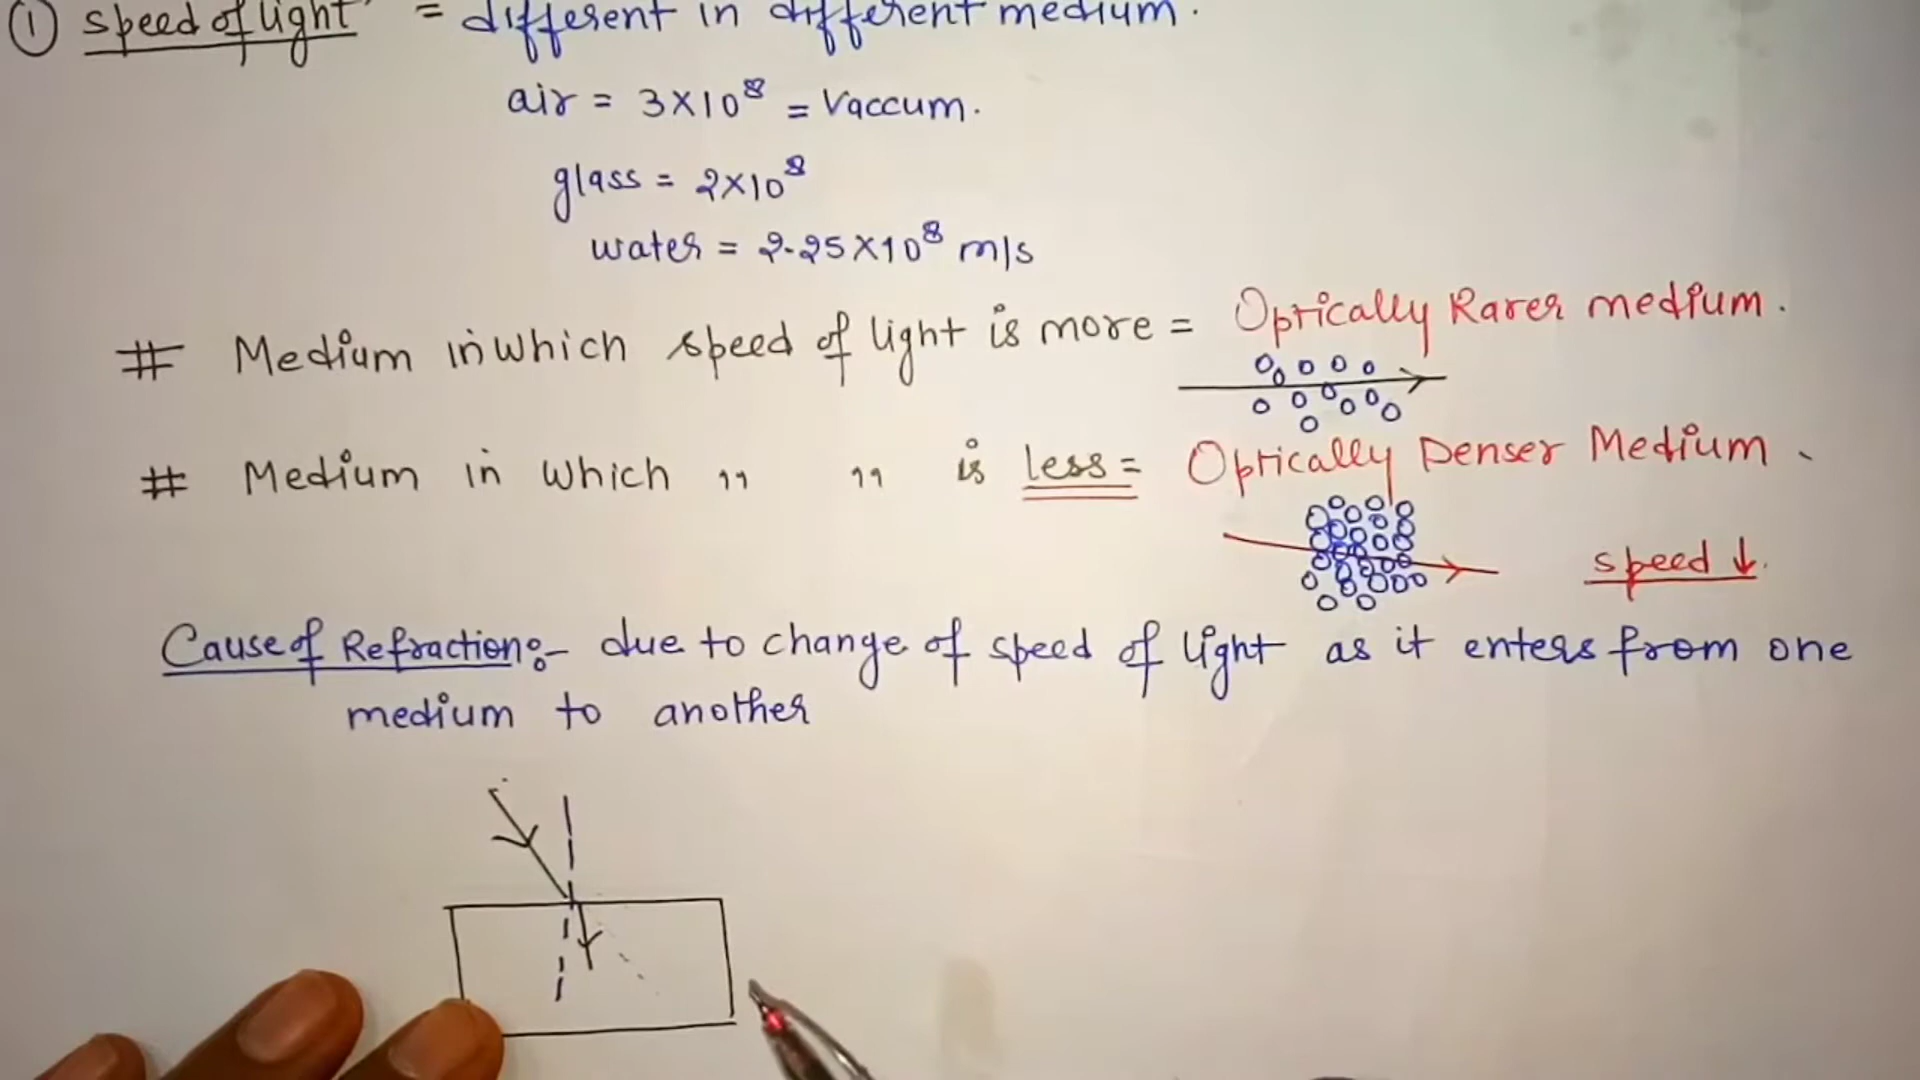 ① speed of light = different in different medium.
air = 3×10⁸ = Vaccum.
glass = 2×10⁸
water = 2.25×10⁸ m/s
# Medium in which speed of light is more = Optically Rarer medium.
# Medium in which ,, ,, is less = Optically Denser Medium.
speed ↓.
Cause of Refraction:- due to change of speed of light as it enters from one
medium to another